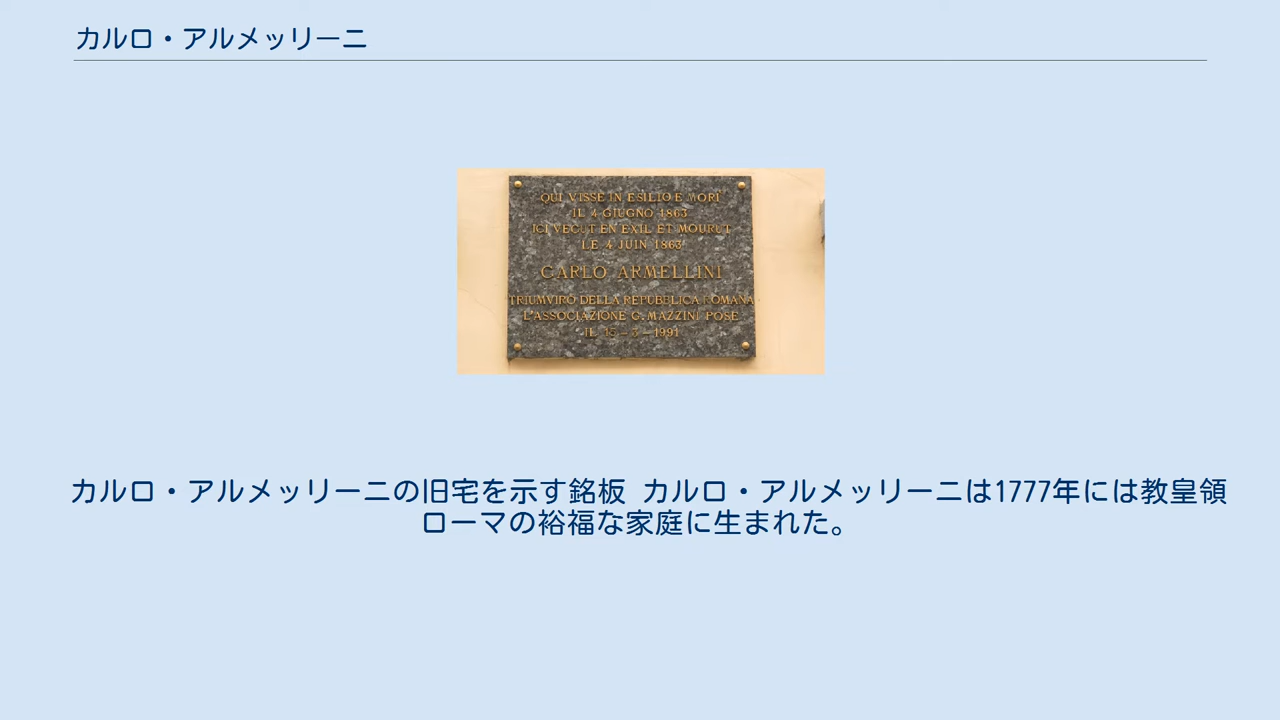 カルロ・アルメッリーニ
QUI VISSE IN ESILIO E MORI
IL 4 GIUGNO 1863
ICI VECUT EN EXIL ET MOURUT
LE 4 JUIN 1863
CARLO ARMELLINI
TRIUMVIRO DELLA REPUBBLICA ROMANA
L'ASSOCIAZIONE G. MAZZINI POSE
IL 15 - 3 - 1991
カルロ・アルメッリーニの旧宅を示す銘板 カルロ・アルメッリーニは1777年には教皇領
ローマの裕福な家庭に生まれた。